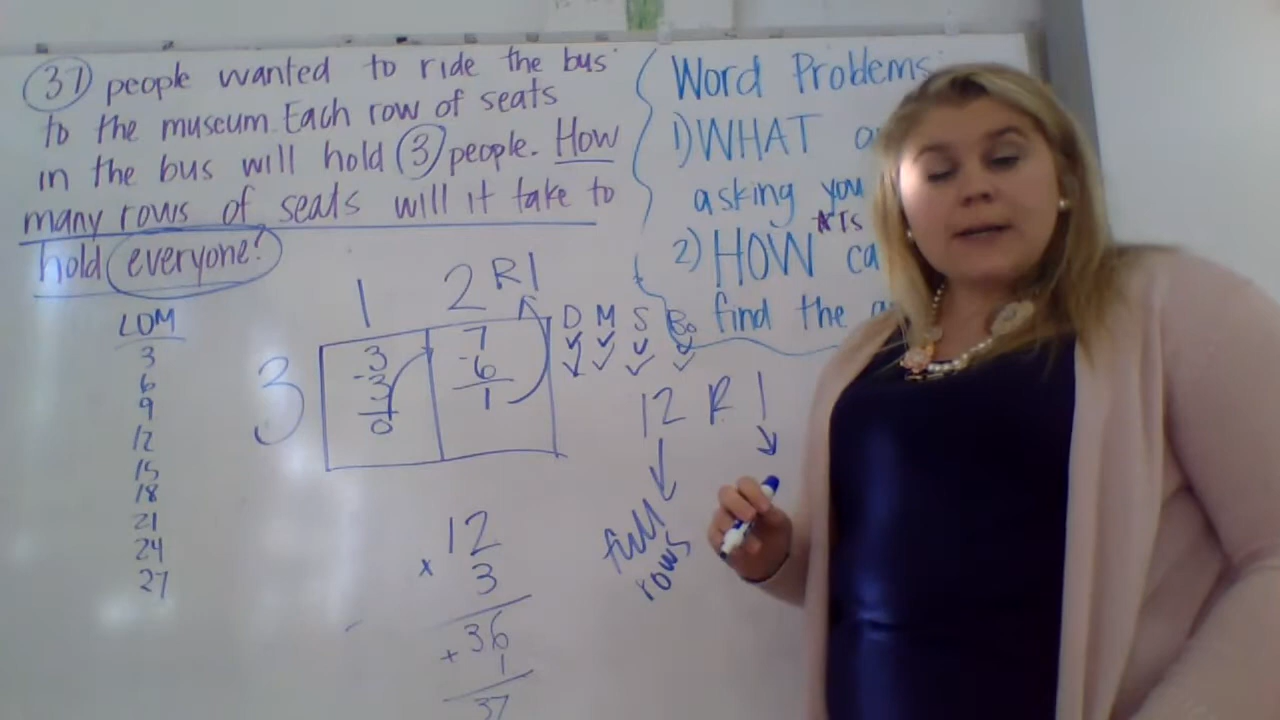 37 people wanted to ride the bus
to the museum. Each row of seats
in the bus will hold 3 people. How
many rows of seats will it take to
hold everyone?
Word Problems
1) WHAT
asking you
2) HOW
find the
LOM
3
6
9
12
15
18
21
24
27
1 2 R1
3
3 7
-3 -6
0 1
D M S
12 R 1
full
rows
12
x 3
36
+ 1
37